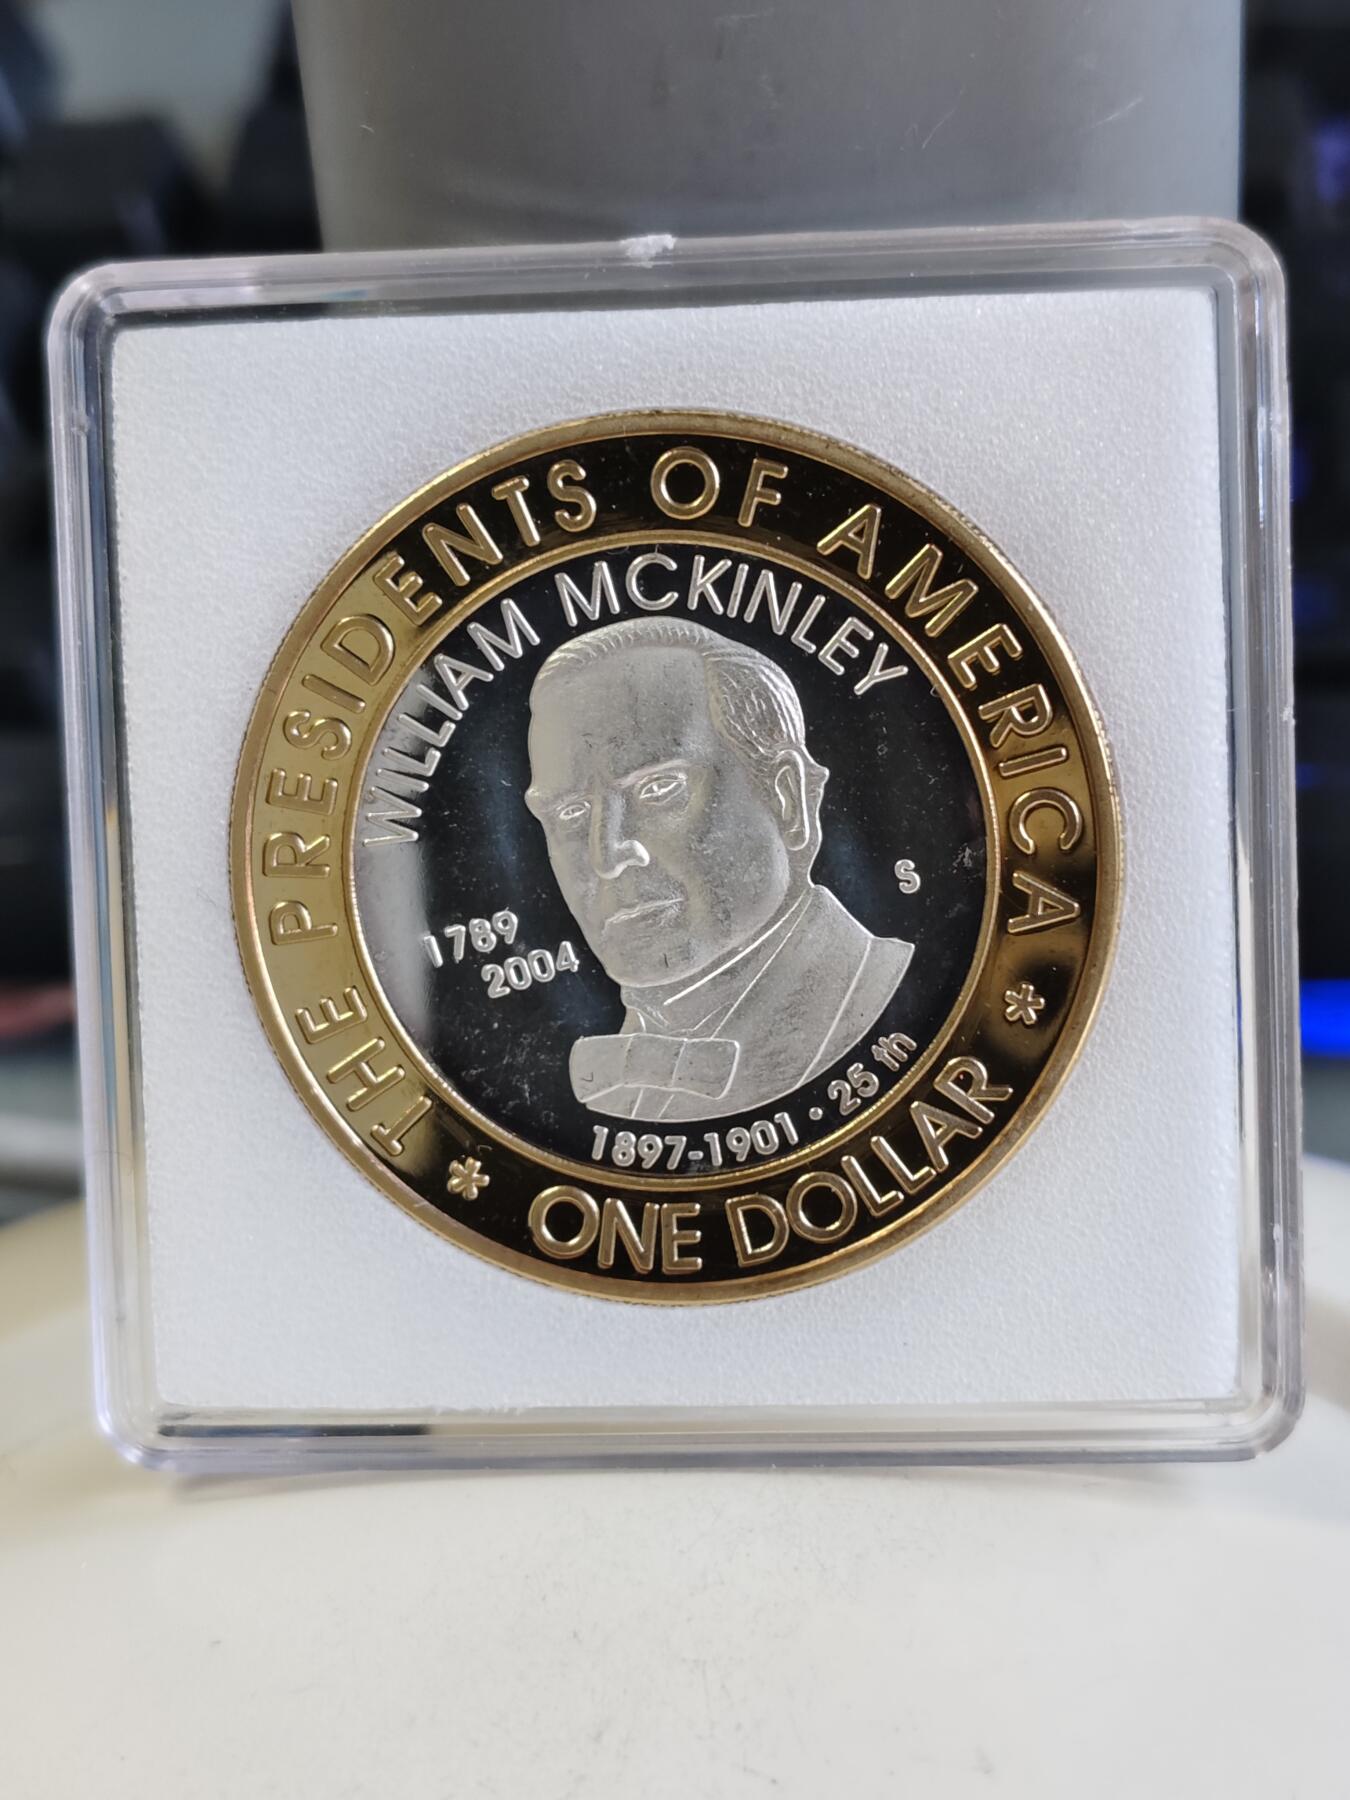 THE PRESIDENTS OF AMERICA
WILLIAM MCKINLEY
S
1789
2004
1897-1901 • 25 th
* ONE DOLLAR *